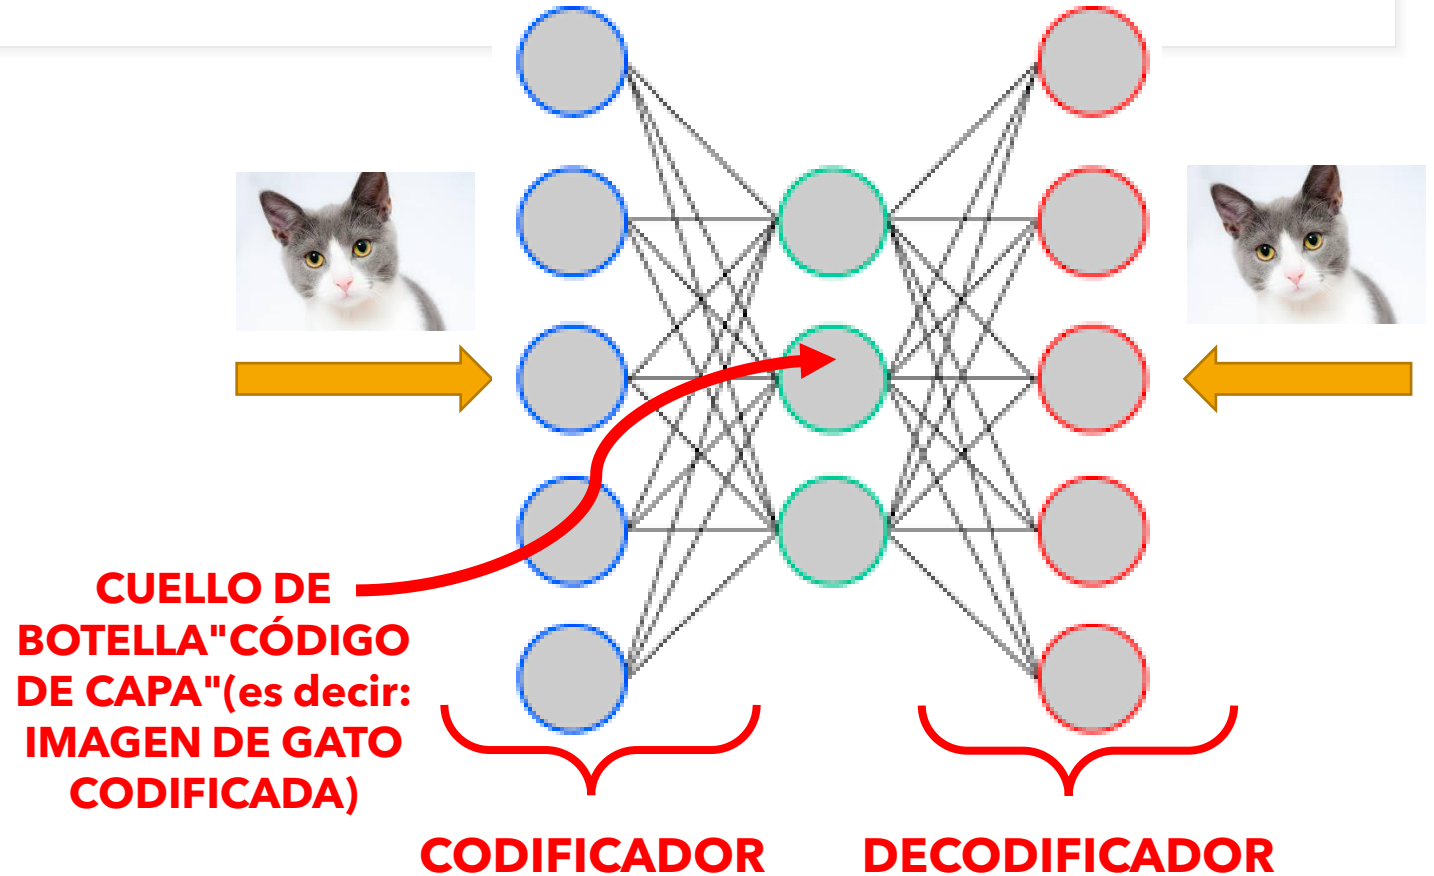 CUELLO DE
BOTELLA"CÓDIGO
DE CAPA"(es decir:
IMAGEN DE GATO
CODIFICADA)
CODIFICADOR
DECODIFICADOR